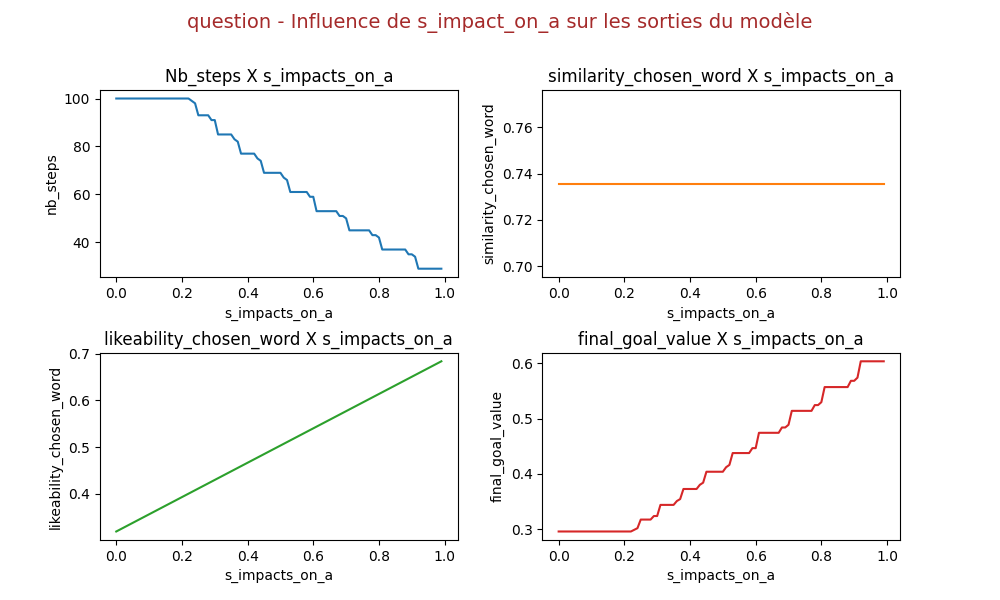 question - Influence de s_impact_on_a sur les sorties du modèle
Nb_steps X s_impacts_on_a
nb_steps
100
80
60
40
0.0 0.2 0.4 0.6 0.8 1.0
s_impacts_on_a
similarity_chosen_word X s_impacts_on_a
similarity_chosen_word
0.76
0.74
0.72
0.70
0.0 0.2 0.4 0.6 0.8 1.0
s_impacts_on_a
likeability_chosen_word X s_impacts_on_a
likeability_chosen_word
0.7
0.6
0.5
0.4
0.0 0.2 0.4 0.6 0.8 1.0
s_impacts_on_a
final_goal_value X s_impacts_on_a
final_goal_value
0.6
0.5
0.4
0.3
0.0 0.2 0.4 0.6 0.8 1.0
s_impacts_on_a